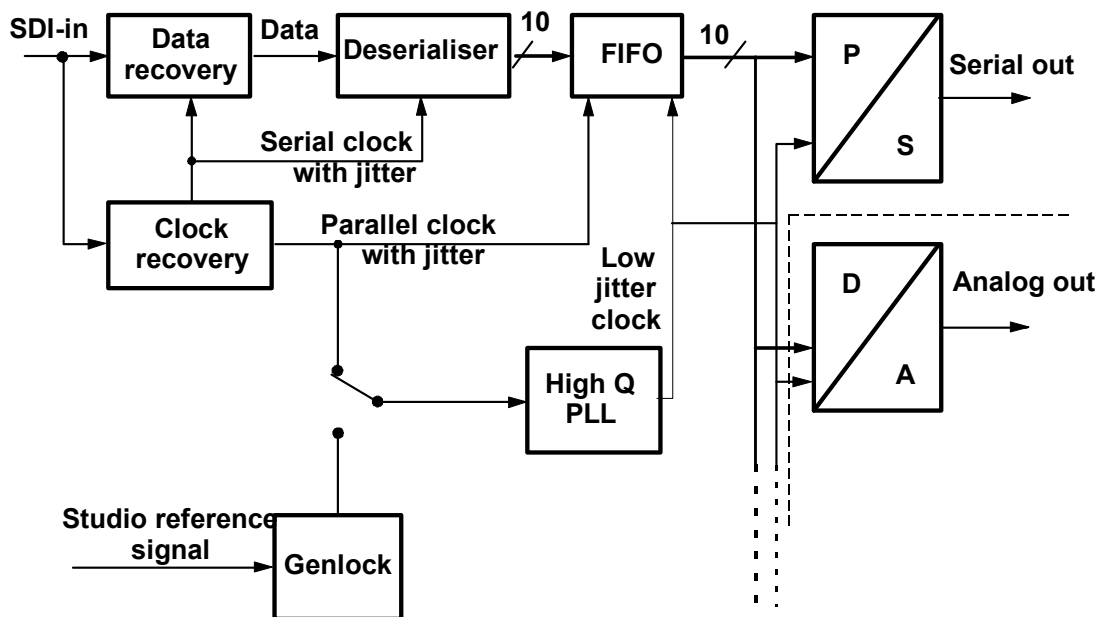 SDI-in
Data
recovery
Data
Deserialiser
10
FIFO
10
P
S
Serial out
Serial clock
with jitter
Clock
recovery
Parallel clock
with jitter
Low
jitter
clock
D
A
Analog out
High Q
PLL
Studio reference
signal
Genlock